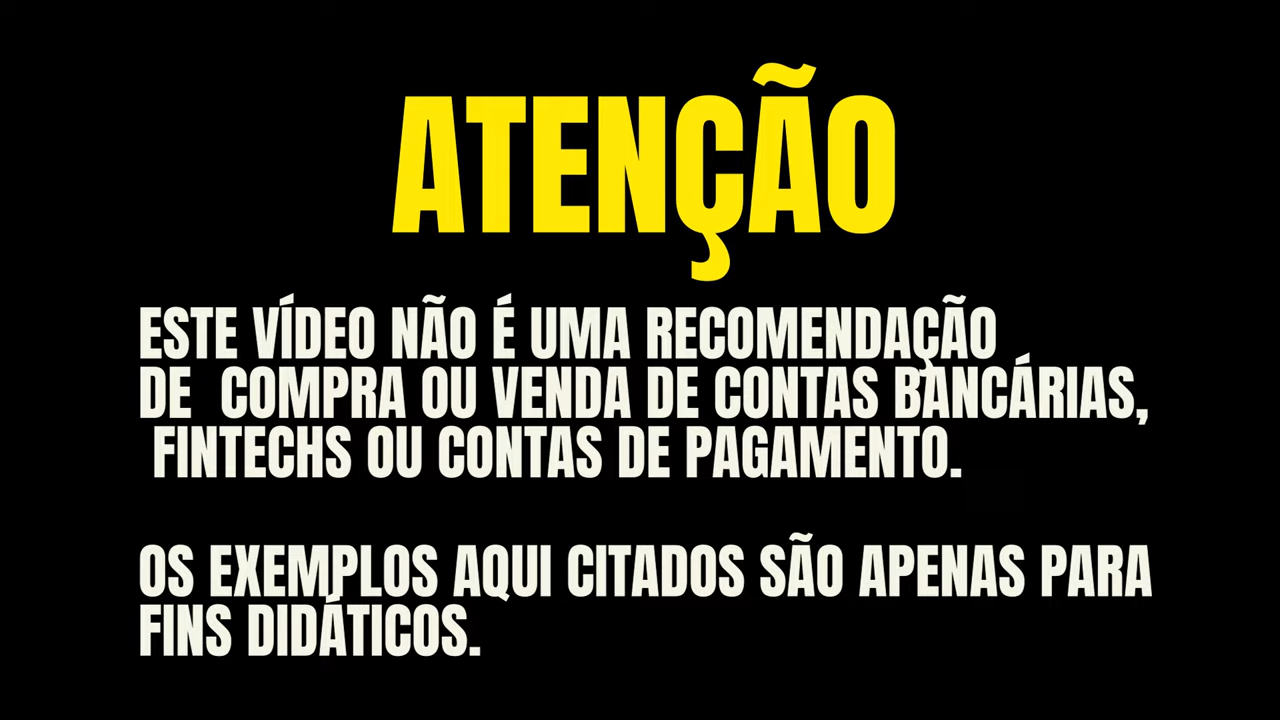 ATENÇÃO
ESTE VÍDEO NÃO É UMA RECOMENDAÇÃO
DE COMPRA OU VENDA DE CONTAS BANCÁRIAS,
FINTECHS OU CONTAS DE PAGAMENTO.
OS EXEMPLOS AQUI CITADOS SÃO APENAS PARA
FINS DIDÁTICOS.